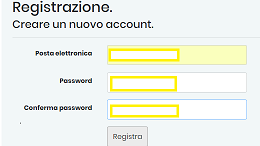 Registrazione.
Creare un nuovo account.
Posta elettronica
Password
Conferma password
Registra